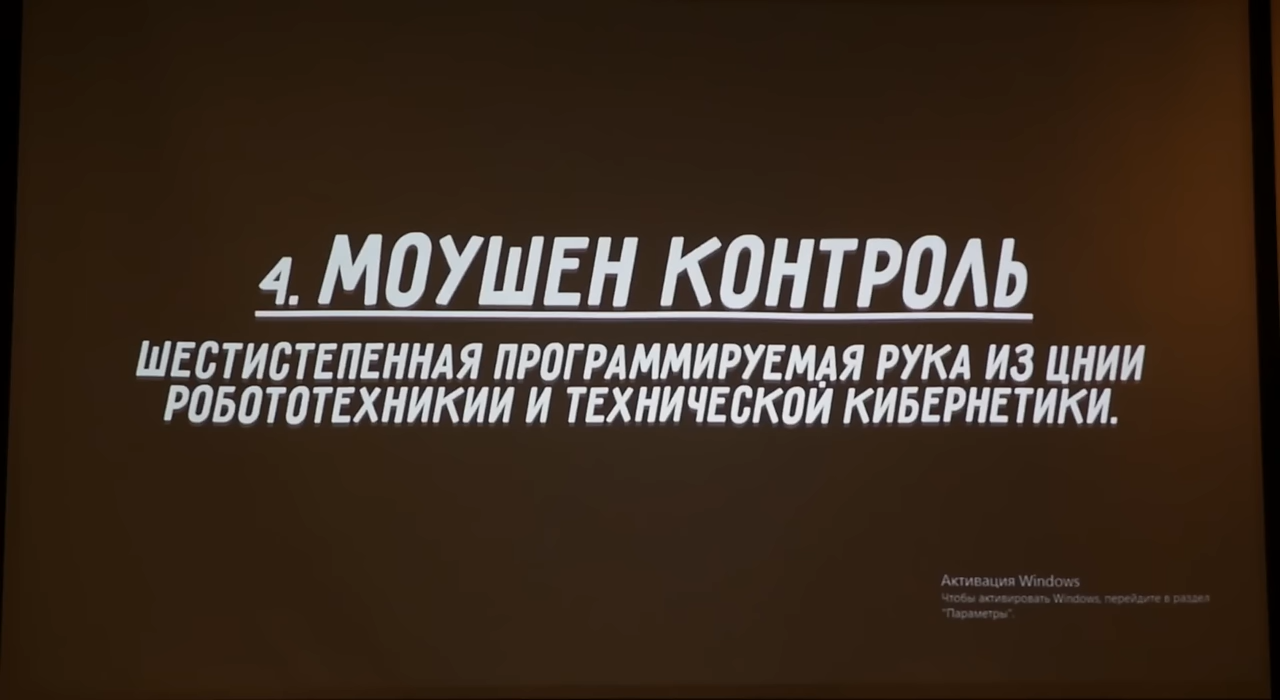 4. МОУШЕН КОНТРОЛЬ
ШЕСТИСТЕПЕННАЯ ПРОГРАММИРУЕМАЯ РУКА ИЗ ЦНИИ
РОБОТОТЕХНИКИИ И ТЕХНИЧЕСКОЙ КИБЕРНЕТИКИ.
Активация Windows
Чтобы активировать Windows, перейдите в раздел
"Параметры".